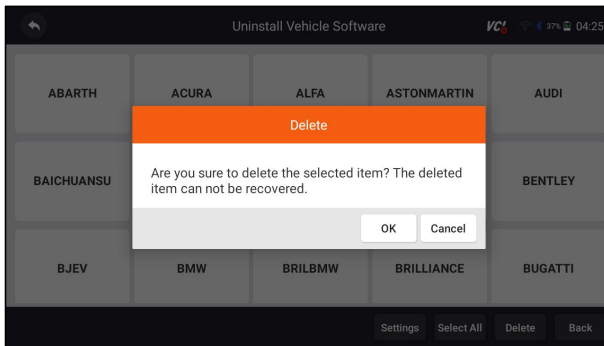 Uninstall Vehicle Software
VCI
37%
04:25
ABARTH
ACURA
ALFA
ASTONMARTIN
AUDI
Delete
Are you sure to delete the selected item? The deleted
item can not be recovered.
OK
Cancel
BAICHUANSU
BENTLEY
BJEV
BMW
BRILBMW
BRILLIANCE
BUGATTI
Settings
Select All
Delete
Back